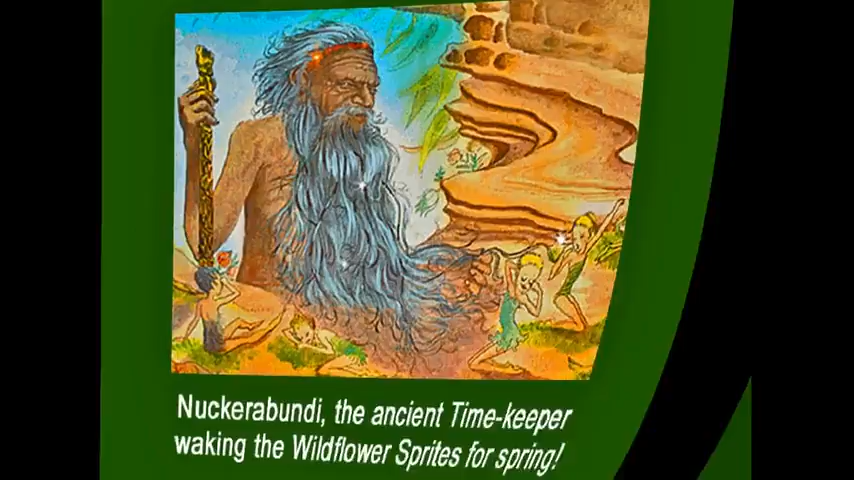 Nuckerabundi, the ancient Time-keeper
waking the Wildflower Sprites for spring!